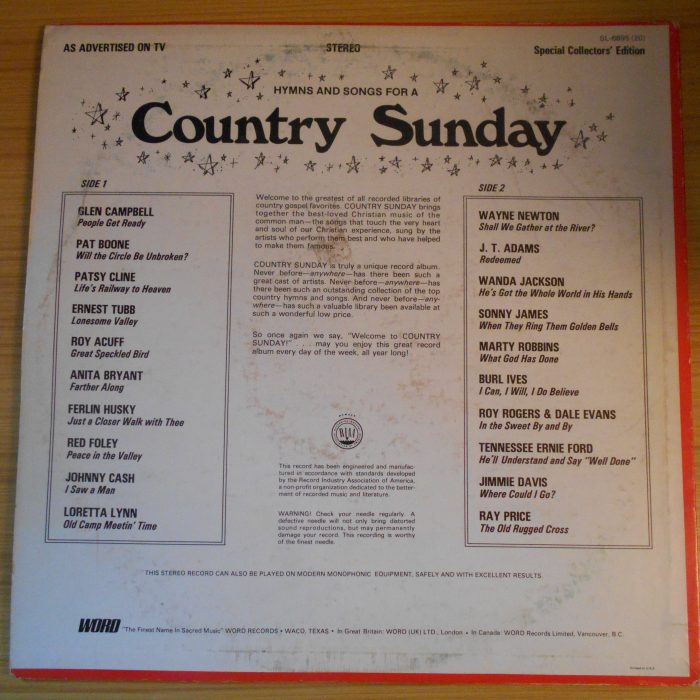 AS ADVERTISED ON TV
STEREO
SL-6895 (20)
Special Collectors' Edition
HYMNS AND SONGS FOR A
Country Sunday
SIDE 1
GLEN CAMPBELL
People Get Ready
PAT BOONE
Will the Circle Be Unbroken?
PATSY CLINE
Life's Railway to Heaven
ERNEST TUBB
Lonesome Valley
ROY ACUFF
Great Speckled Bird
ANITA BRYANT
Farther Along
FERLIN HUSKY
Just a Closer Walk with Thee
RED FOLEY
Peace in the Valley
JOHNNY CASH
I Saw a Man
LORETTA LYNN
Old Camp Meetin' Time
Welcome to the greatest of all recorded libraries of
country gospel favorites. COUNTRY SUNDAY brings
together the best-loved Christian music of the
common man—the songs that touch the very heart
and soul of our Christian experience, sung by the
artists who perform them best and who have helped
to make them famous.
COUNTRY SUNDAY is truly a unique record album.
Never before—anywhere—has there been such a
great cast of artists. Never before—anywhere—has
there been such an outstanding collection of the top
country hymns and songs. And never before—any-
where—has such a valuable library been available at
such a wonderful low price.
So once again we say, "Welcome to COUNTRY
SUNDAY!" . . . may you enjoy this great record
album every day of the week, all year long!
RIAA
This record has been engineered and manufac-
tured in accordance with standards developed
by the Record Industry Association of America,
a non-profit organization dedicated to the better-
ment of recorded music and literature.
WARNING! Check your needle regularly. A
defective needle will not only bring distorted
sound reproductions, but may permanently
damage your record. This recording is worthy
of the finest needle.
SIDE 2
WAYNE NEWTON
Shall We Gather at the River?
J. T. ADAMS
Redeemed
WANDA JACKSON
He's Got the Whole World in His Hands
SONNY JAMES
When They Ring Them Golden Bells
MARTY ROBBINS
What God Has Done
BURL IVES
I Can, I Will, I Do Believe
ROY ROGERS & DALE EVANS
In the Sweet By and By
TENNESSEE ERNIE FORD
He'll Understand and Say "Well Done"
JIMMIE DAVIS
Where Could I Go?
RAY PRICE
The Old Rugged Cross
THIS STEREO RECORD CAN ALSO BE PLAYED ON MODERN MONOPHONIC EQUIPMENT, SAFELY AND WITH EXCELLENT RESULTS.
WORD "The Finest Name In Sacred Music" WORD RECORDS • WACO, TEXAS • In Great Britain: WORD (UK) LTD., London • In Canada: WORD Records Limited, Vancouver, B.C.